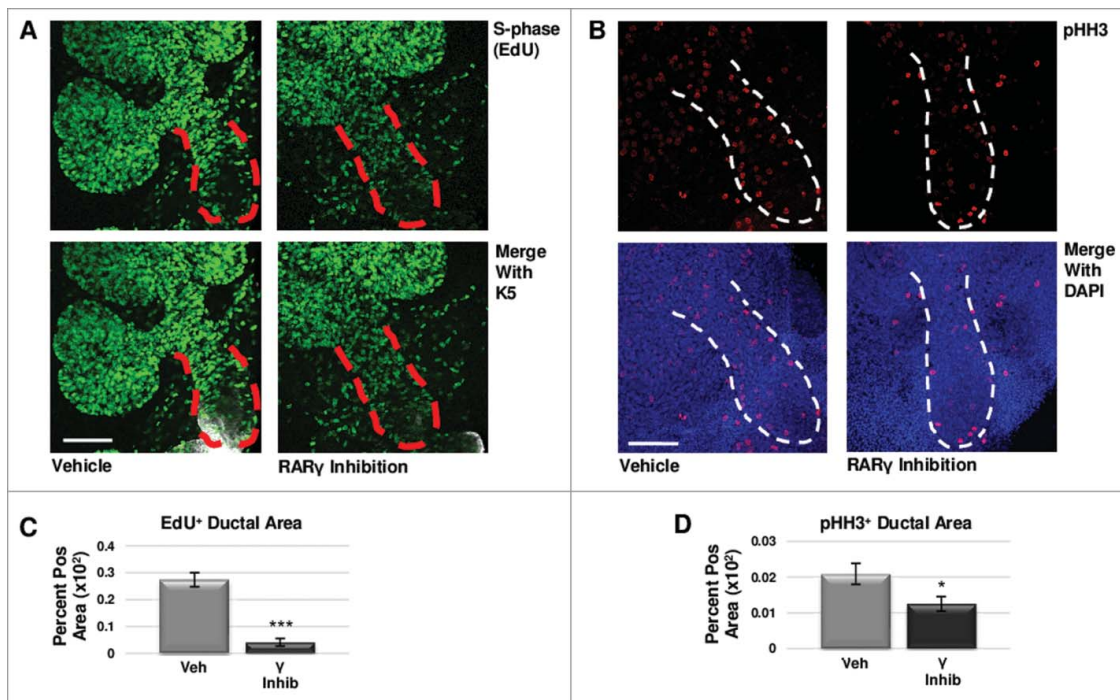 A
S-phase
(EdU)
Merge
With
K5
Vehicle
RARγ Inhibition
B
pHH3
Merge
With
DAPI
Vehicle
RARγ Inhibition
C
EdU⁺ Ductal Area
Percent Pos
Area (x10²)
0.4
0.3
0.2
0.1
0
***
Veh
γ
Inhib
D
pHH3⁺ Ductal Area
Percent Pos
Area (x10²)
0.03
0.02
0.01
0
*
Veh
γ
Inhib